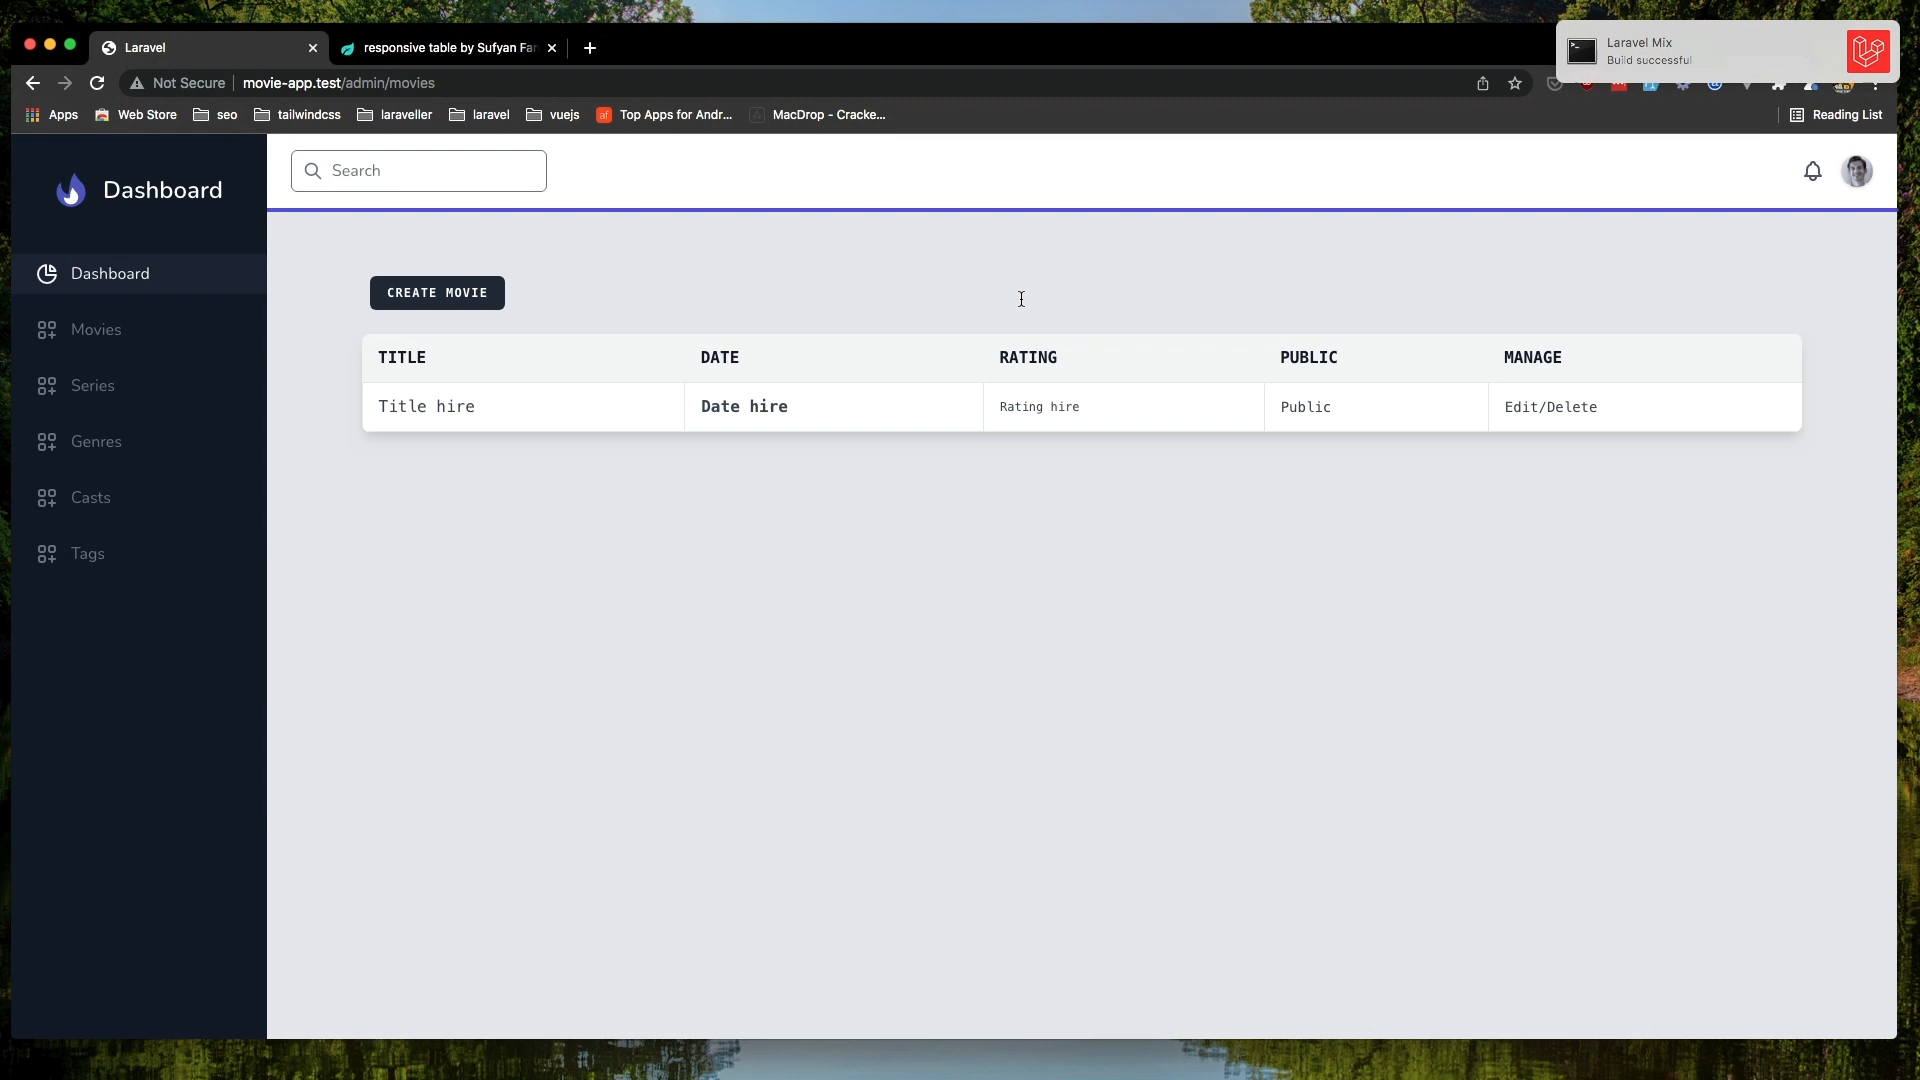 Laravel
responsive table by Sufyan Far
Laravel Mix
Build successful
Not Secure
movie-app.test/admin/movies
Apps
Web Store
seo
tailwindcss
laraveller
laravel
vuejs
af
Top Apps for Andr...
MacDrop - Cracke...
Reading List
Dashboard
Search
Dashboard
Movies
Series
Genres
Casts
Tags
CREATE MOVIE
TITLE DATE RATING PUBLIC MANAGE
Title hire Date hire Rating hire Public Edit/Delete